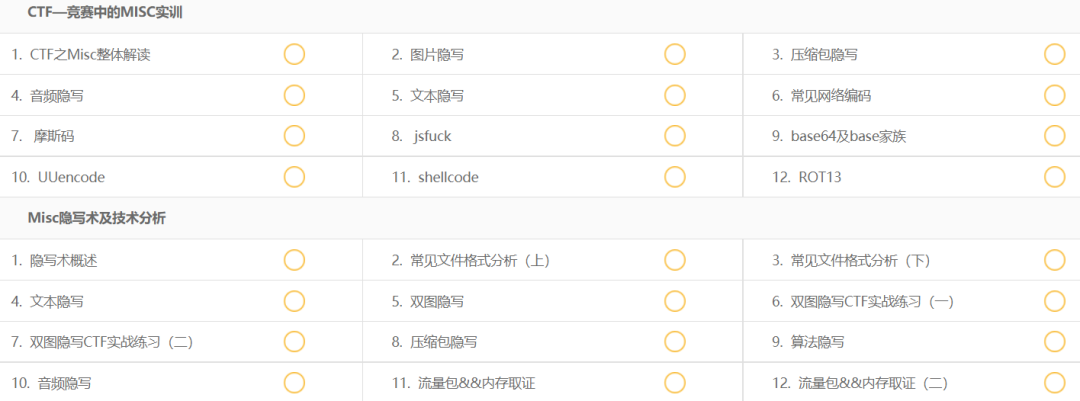 CTF—竞赛中的MISC实训
1. CTF之Misc整体解读 2. 图片隐写 3. 压缩包隐写
4. 音频隐写 5. 文本隐写 6. 常见网络编码
7. 摩斯码 8. jsfuck 9. base64及base家族
10. UUencode 11. shellcode 12. ROT13
Misc隐写术及技术分析
1. 隐写术概述 2. 常见文件格式分析（上） 3. 常见文件格式分析（下）
4. 文本隐写 5. 双图隐写 6. 双图隐写CTF实战练习（一）
7. 双图隐写CTF实战练习（二） 8. 压缩包隐写 9. 算法隐写
10. 音频隐写 11. 流量包&&内存取证 12. 流量包&&内存取证（二）